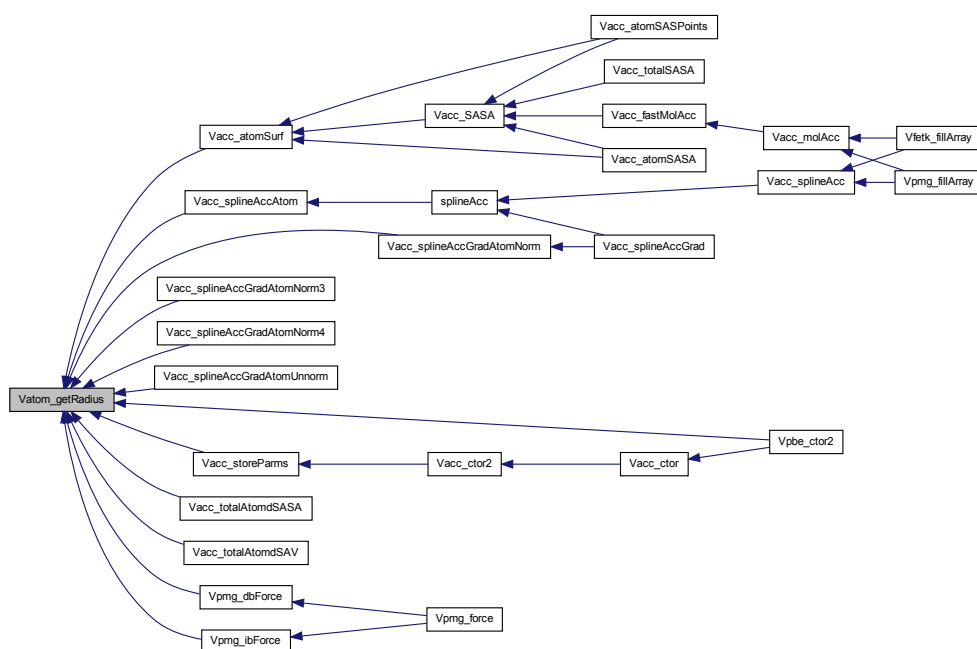 Vacc_atomSASPoints
Vacc_totalSASA
Vacc_SASA
Vacc_fastMolAcc
Vacc_atomSurf
Vacc_molAcc
Vfetk_fillArray
Vacc_atomSASA
Vacc_splineAcc
Vpmg_fillArray
Vacc_splineAccAtom
splineAcc
Vacc_splineAccGradAtomNorm
Vacc_splineAccGrad
Vacc_splineAccGradAtomNorm3
Vacc_splineAccGradAtomNorm4
Vacc_splineAccGradAtomUnnorm
Vatom_getRadius
Vpbe_ctor2
Vacc_storeParms
Vacc_ctor2
Vacc_ctor
Vacc_totalAtomdSASA
Vacc_totalAtomdSAV
Vpmg_dbForce
Vpmg_force
Vpmg_ibForce